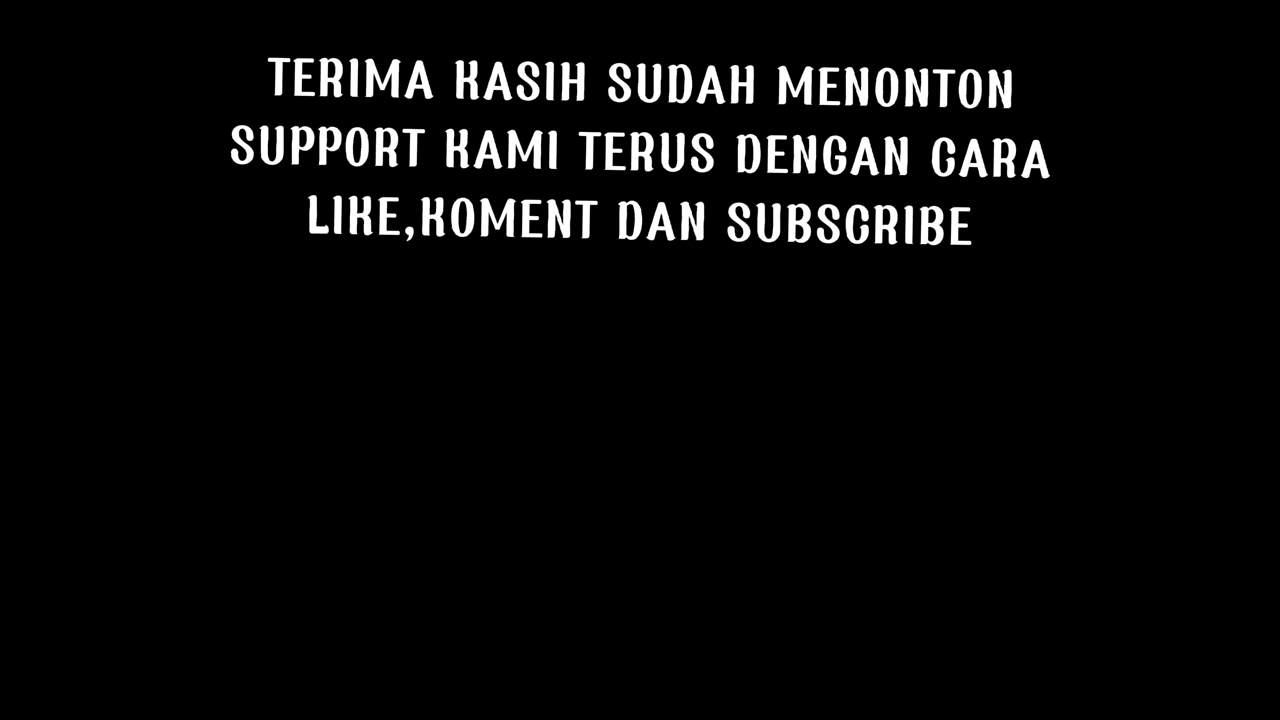 TERIMA KASIH SUDAH MENONTON
SUPPORT KAMI TERUS DENGAN CARA
LIKE,KOMENT DAN SUBSCRIBE